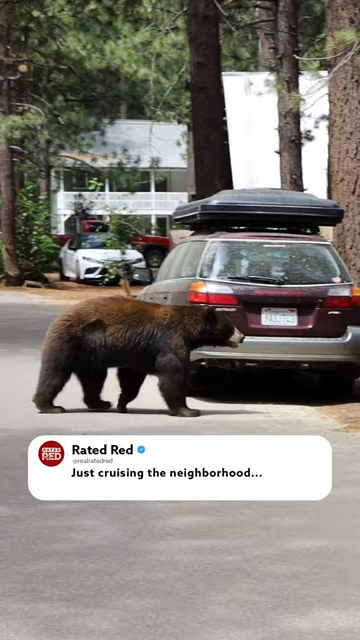 RATED
RED
Rated Red
@realratedred
Just cruising the neighborhood...